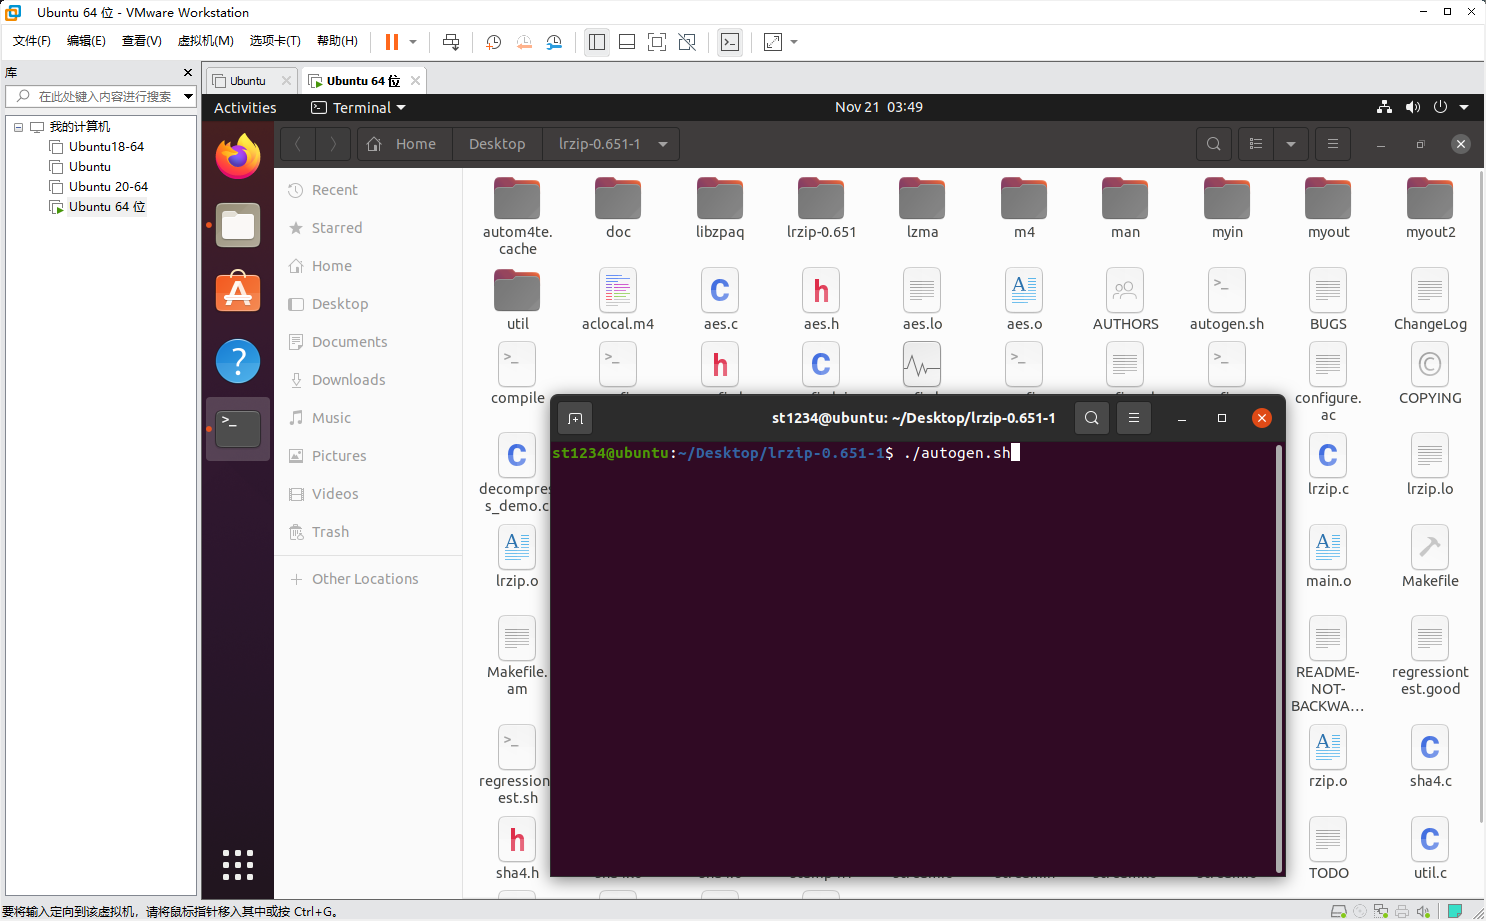 Ubuntu 64 位 - VMware Workstation
文件(F) 编辑(E) 查看(V) 虚拟机(M) 选项卡(T) 帮助(H)
库
在此处键入内容进行搜索
我的计算机
Ubuntu18-64
Ubuntu
Ubuntu 20-64
Ubuntu 64 位
Ubuntu
Ubuntu 64 位
Activities
Terminal
Nov 21 03:49
Home
Desktop
lrzip-0.651-1
Recent
Starred
Home
Desktop
Documents
Downloads
Music
Pictures
Videos
Trash
Other Locations
autom4te.
cache
doc
libzpaq
lrzip-0.651
lzma
m4
man
myin
myout
myout2
util
aclocal.m4
aes.c
aes.h
aes.lo
aes.o
AUTHORS
autogen.sh
BUGS
ChangeLog
compile
configure.
ac
COPYING
st1234@ubuntu: ~/Desktop/lrzip-0.651-1
st1234@ubuntu:~/Desktop/lrzip-0.651-1$ ./autogen.sh
decompre
s_demo.c
lrzip.c
lrzip.lo
lrzip.o
main.o
Makefile
Makefile.
am
README-
NOT-
BACKWA...
regressiont
est.good
regression
est.sh
rzip.o
sha4.c
sha4.h
TODO
util.c
要将输入定向到该虚拟机，请将鼠标指针移入其中或按 Ctrl+G。